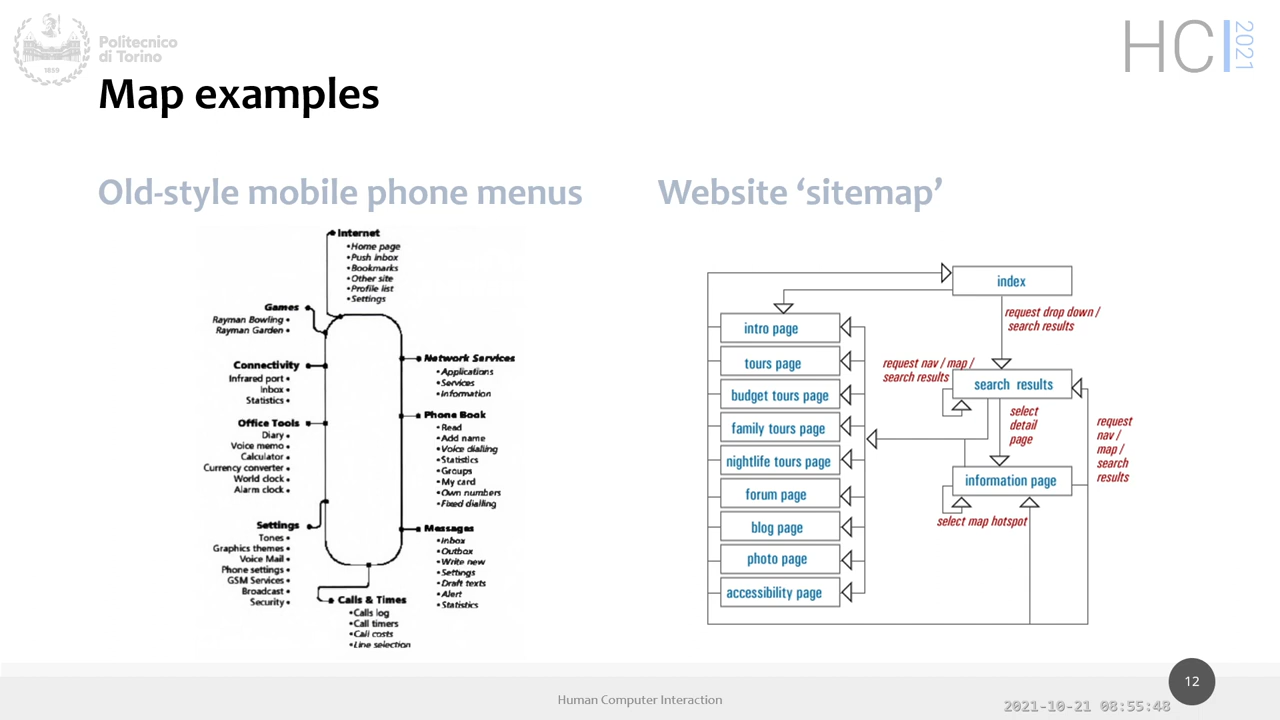 Politecnico
di Torino
1859
HCI
2021
Map examples
Old-style mobile phone menus
Internet
•Home page
•Push inbox
•Bookmarks
•Other site
•Profile list
•Settings
Games
Rayman Bowling•
Rayman Garden•
Connectivity
Infrared port•
Inbox•
Statistics•
Office Tools
Diary•
Voice memo•
Calculator•
Currency converter•
World clock•
Alarm clock•
Settings
Tones•
Graphics themes•
Voice Mail•
Phone settings•
GSM Services•
Broadcast•
Security•
Network Services
•Applications
•Services
•Information
Phone Book
•Read
•Add name
•Voice dialling
•Statistics
•Groups
•My card
•Own numbers
•Fixed dialling
Messages
•Inbox
•Outbox
•Write new
•Settings
•Draft texts
•Alert
•Statistics
Calls & Times
•Calls log
•Call timers
•Call costs
•Line selection
Website ‘sitemap’
index
request drop down /
search results
intro page
tours page
budget tours page
family tours page
nightlife tours page
forum page
blog page
photo page
accessibility page
request nav / map /
search results
search results
select
detail
page
request
nav /
map /
search
results
information page
select map hotspot
Human Computer Interaction
12
2021-10-21 08:55:48